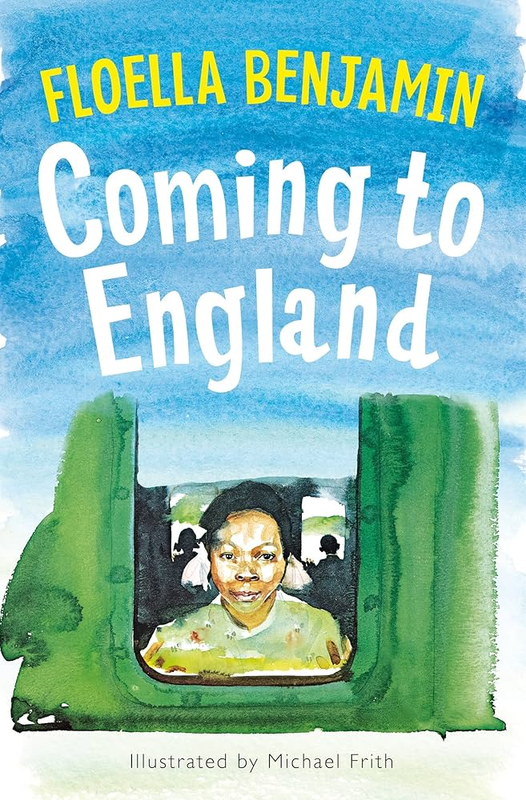 FLOELLA BENJAMIN
Coming to
England
Illustrated by Michael Frith